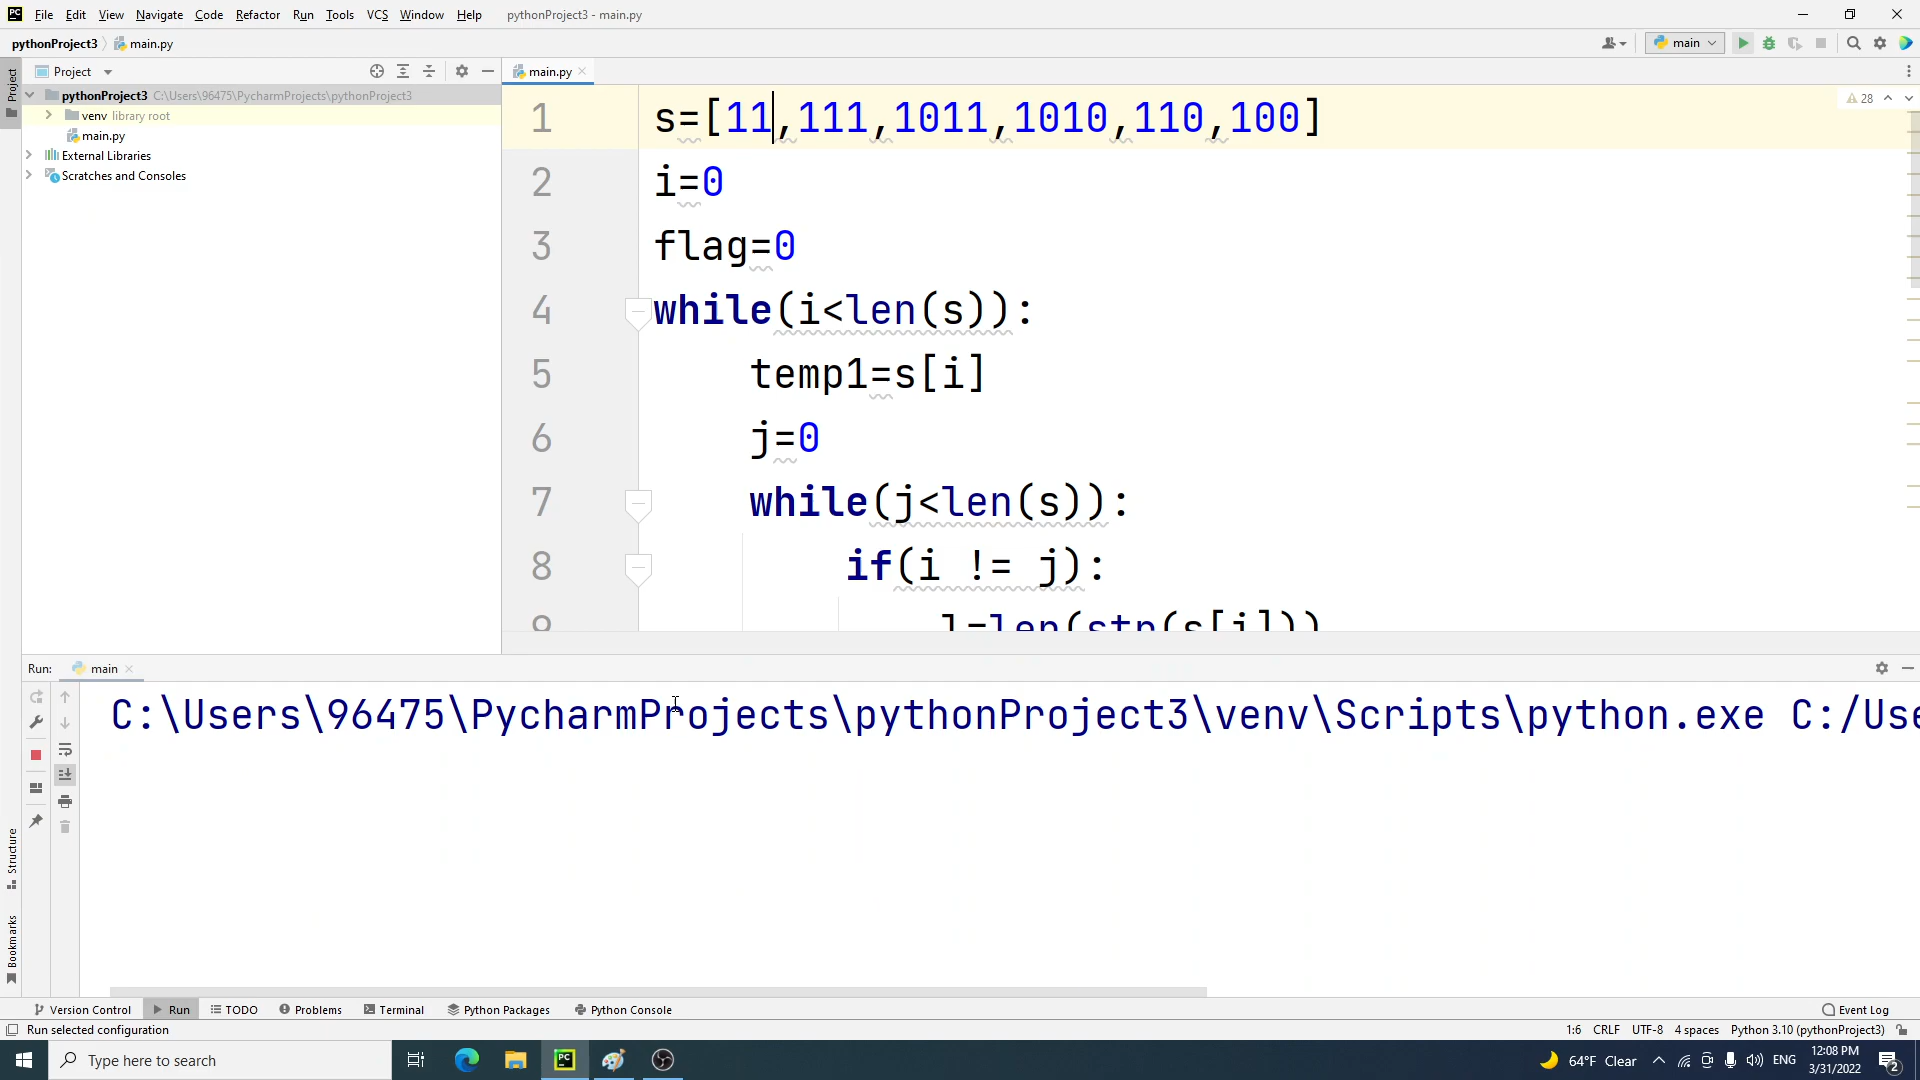 PC File Edit View Navigate Code Refactor Run Tools VCS Window Help pythonProject3 - main.py
pythonProject3 main.py main
Project main.py
pythonProject3 C:\Users\96475\PycharmProjects\pythonProject3
venv library root
main.py
External Libraries
Scratches and Consoles
Project
28
1 s=[11,111,1011,1010,110,100]
2 i=0
3 flag=0
4 while(i<len(s)):
5 temp1=s[i]
6 j=0
7 while(j<len(s)):
8 if(i != j):
9 l=len(str(s[i]))
Run: main
C:\Users\96475\PycharmProjects\pythonProject3\venv\Scripts\python.exe C:/Use
Structure
Bookmarks
Version Control Run TODO Problems Terminal Python Packages Python Console Event Log
Run selected configuration 1:6 CRLF UTF-8 4 spaces Python 3.10 (pythonProject3)
Type here to search PC 64°F Clear ENG 12:08 PM
3/31/2022 2